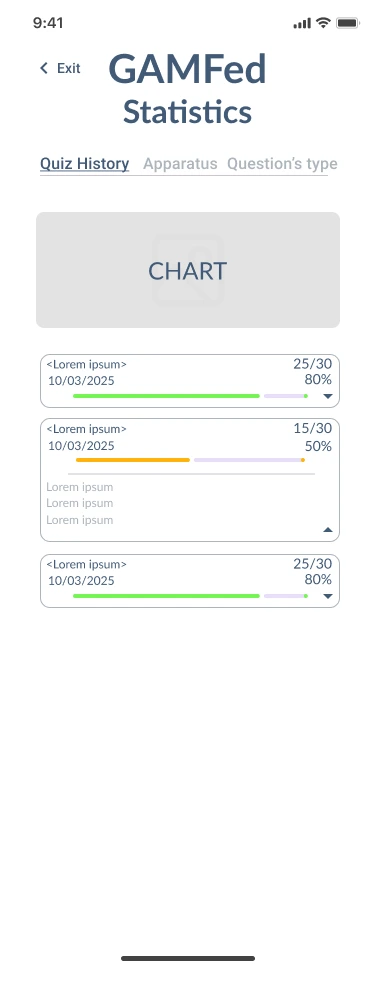 9:41
Exit
GAMFed
Statistics
Quiz History Apparatus Question's type
CHART
<Lorem ipsum> 25/30
10/03/2025 80%
<Lorem ipsum> 15/30
10/03/2025 50%
Lorem ipsum
Lorem ipsum
Lorem ipsum
<Lorem ipsum> 25/30
10/03/2025 80%